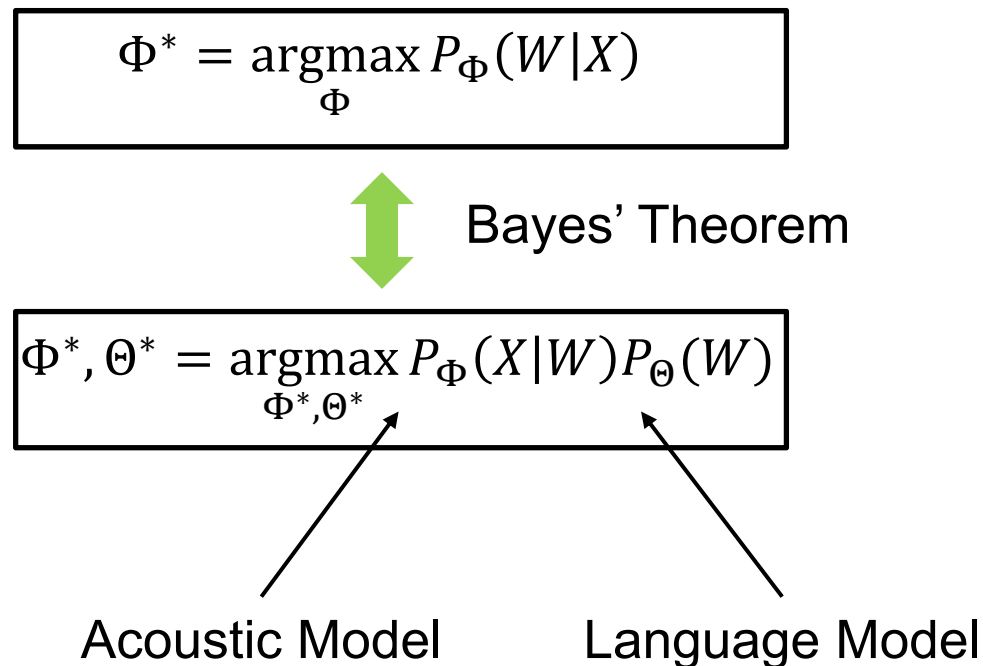 Φ* = argmax P_Φ(W|X)
Φ
Bayes’ Theorem
Φ*, Θ* = argmax P_Φ(X|W)P_Θ(W)
Φ*,Θ*
Acoustic Model Language Model